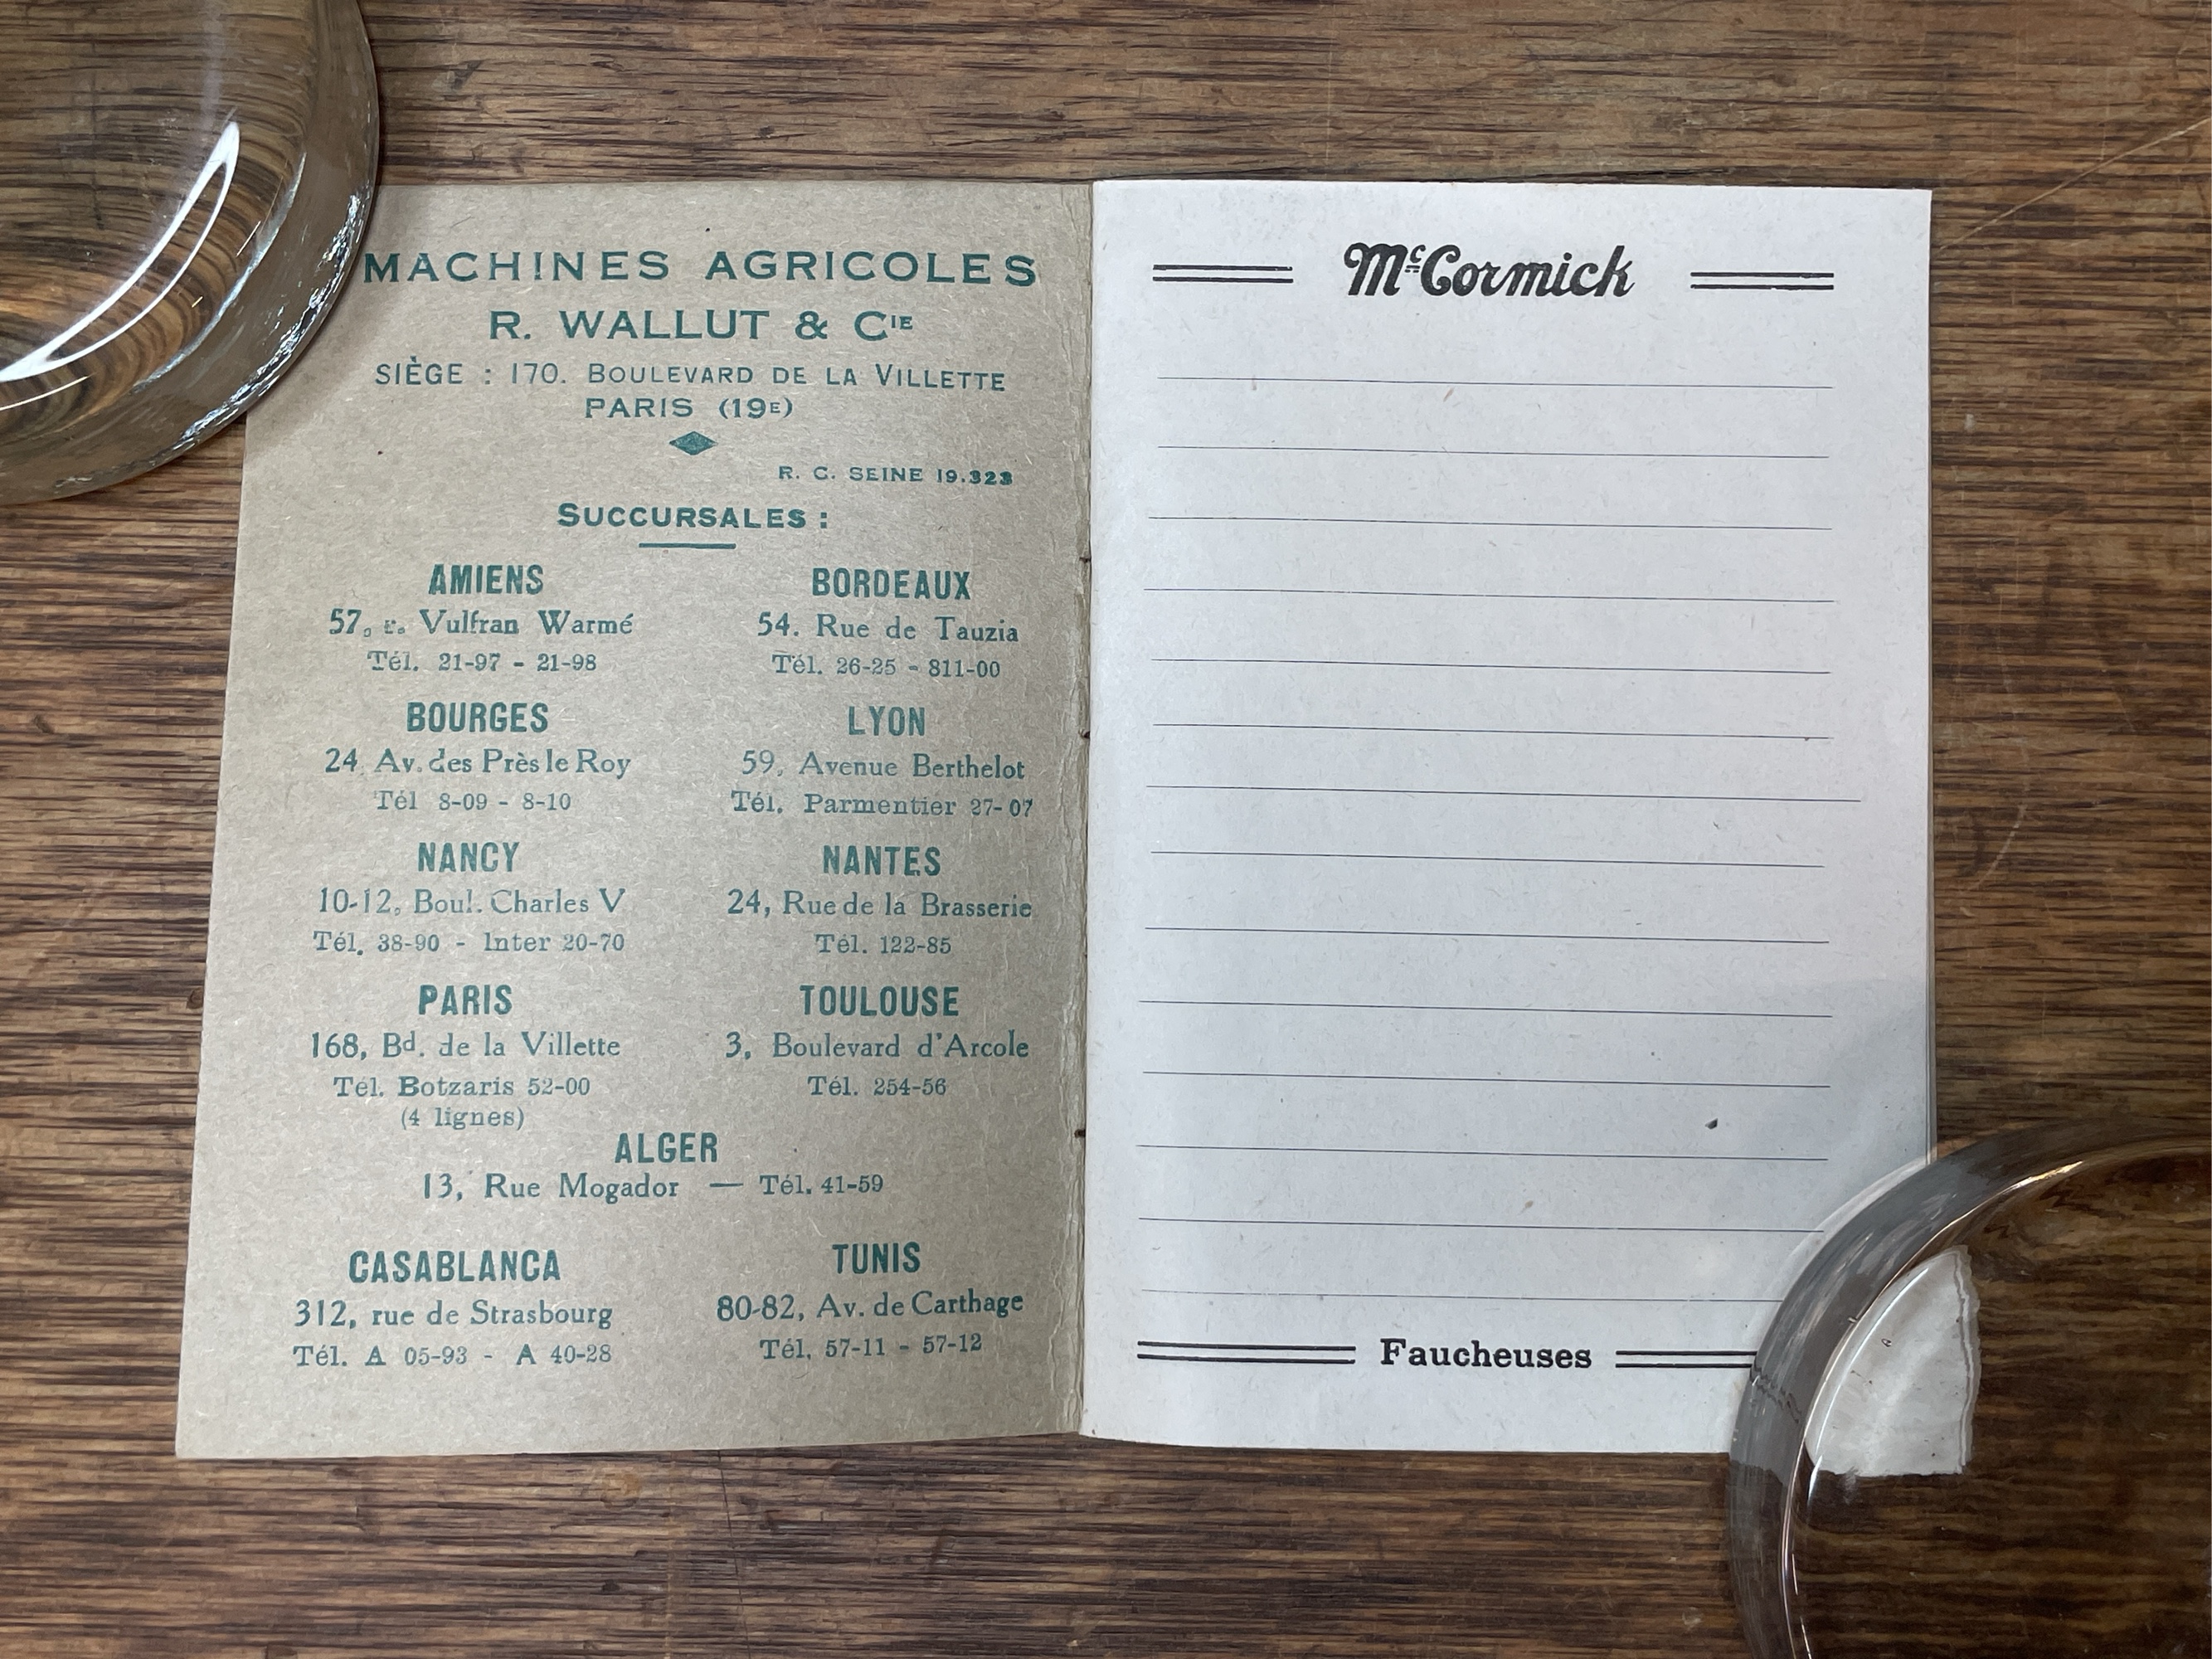 MACHINES AGRICOLES
R. WALLUT & CIE
SIÈGE : 170. BOULEVARD DE LA VILLETTE
PARIS (19E)
R. C. SEINE 19.323
SUCCURSALES :
AMIENS
57, r. Vulfran Warmé
Tél. 21-97 - 21-98
BORDEAUX
54. Rue de Tauzia
Tél. 26-25 - 811-00
BOURGES
24, Av. des Près le Roy
Tél 8-09 - 8-10
LYON
59, Avenue Berthelot
Tél. Parmentier 27-07
NANCY
10-12, Boul. Charles V
Tél. 38-90 - Inter 20-70
NANTES
24, Rue de la Brasserie
Tél. 122-85
PARIS
168, Bd. de la Villette
Tél. Botzaris 52-00
(4 lignes)
TOULOUSE
3, Boulevard d'Arcole
Tél. 254-56
ALGER
13, Rue Mogador — Tél. 41-59
CASABLANCA
312, rue de Strasbourg
Tél. A 05-93 - A 40-28
TUNIS
80-82, Av. de Carthage
Tél, 57-11 - 57-12
McCormick
Faucheuses